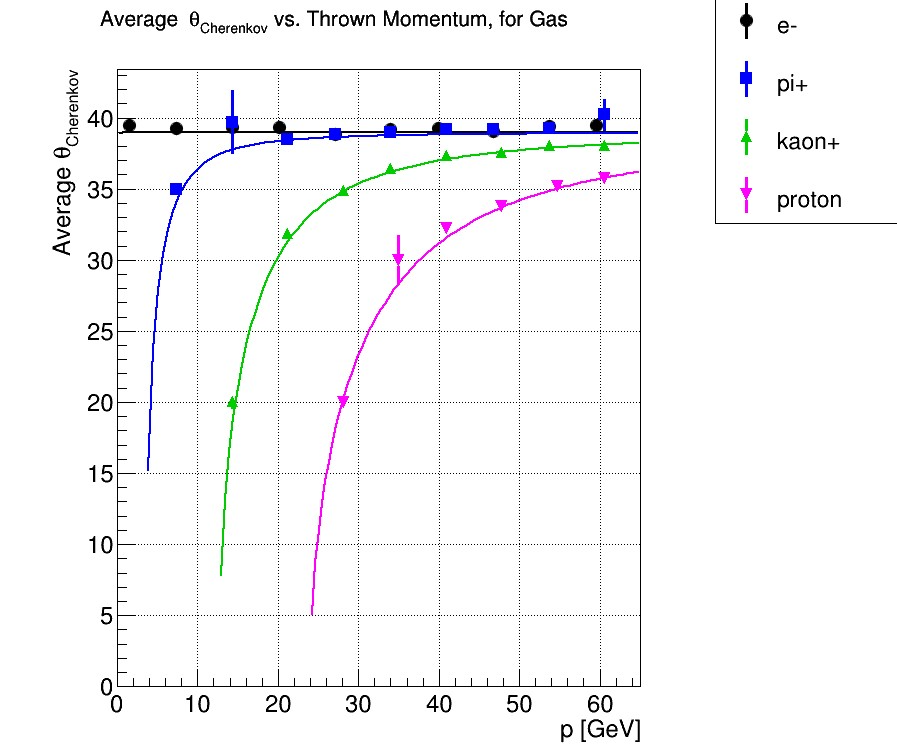 Average θCherenkov vs. Thrown Momentum, for Gas
e-
pi+
kaon+
proton
Average θCherenkov
40
35
30
25
20
15
10
5
0
0 10 20 30 40 50 60
p [GeV]